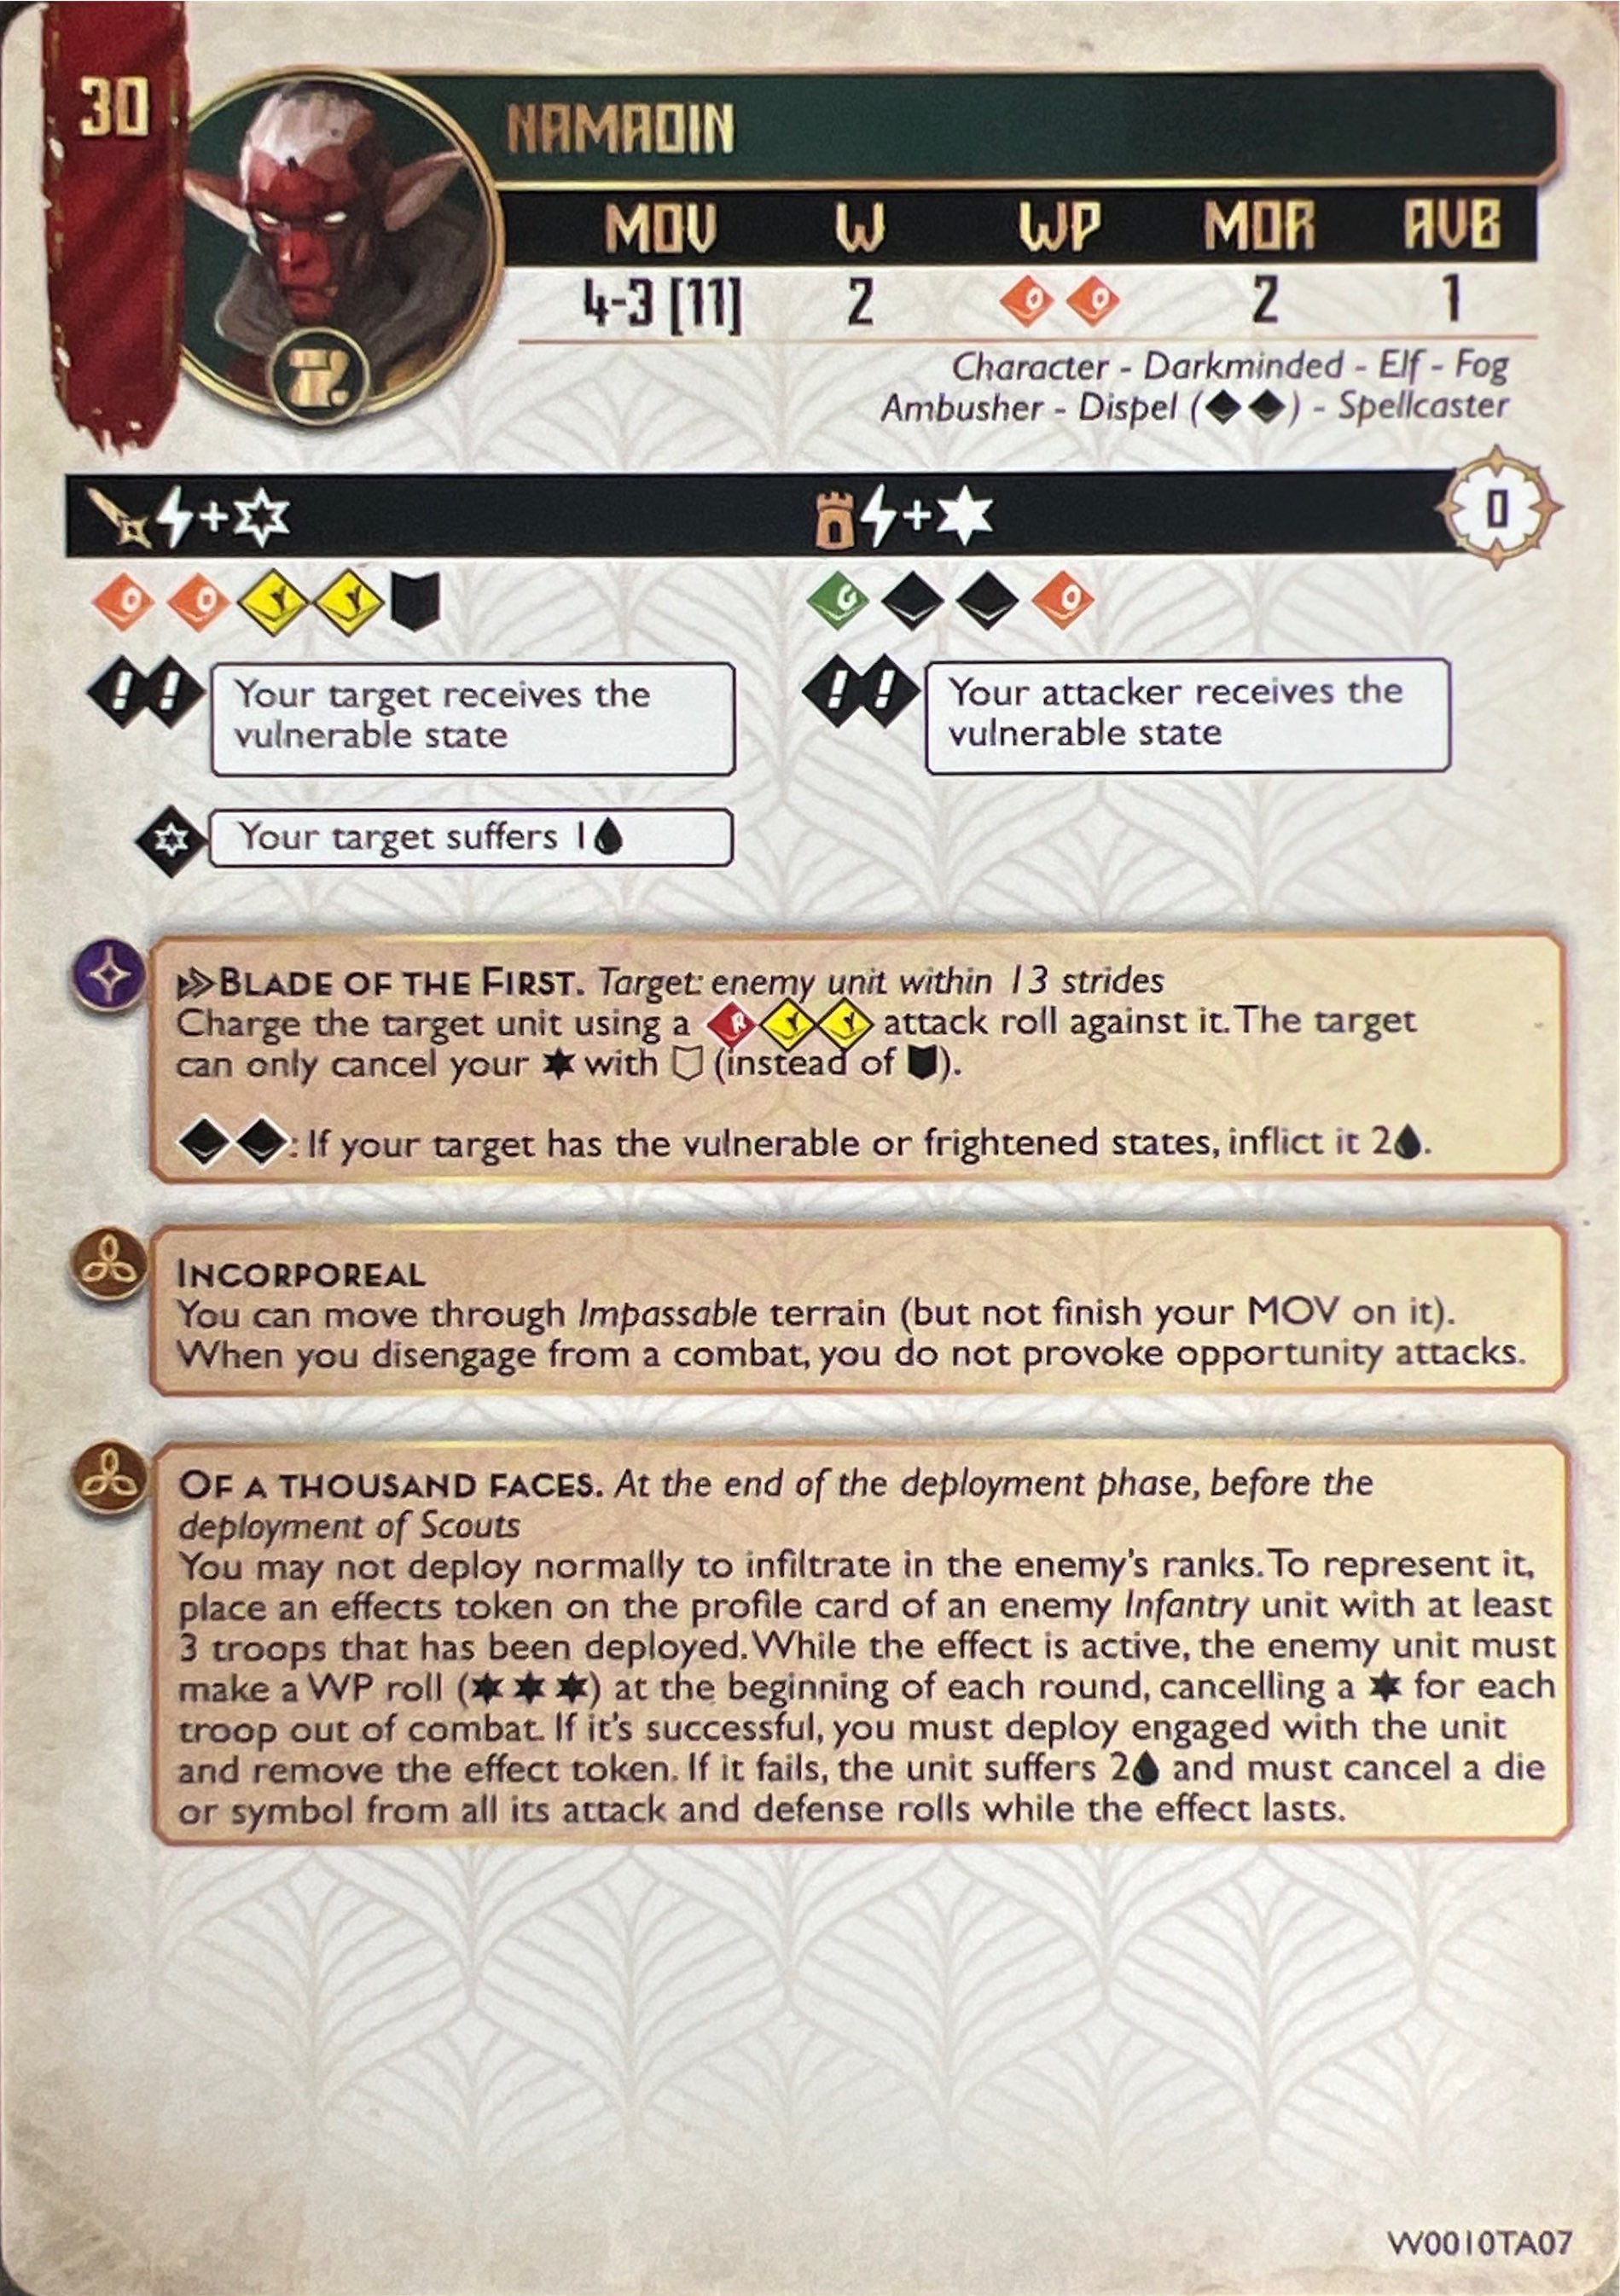 30
NAMAOIN
MOV W WP MOR AVB
4-3 [11] 2 O O 2 1
Character - Darkminded - Elf - Fog
Ambusher - Dispel ( ) - Spellcaster
+ + 0
O O Y Y G O
! ! Your target receives the
vulnerable state
! ! Your attacker receives the
vulnerable state
Your target suffers 1
BLADE OF THE FIRST. Target: enemy unit within 13 strides
Charge the target unit using a R Y Y attack roll against it. The target
can only cancel your ✶ with (instead of ).
: If your target has the vulnerable or frightened states, inflict it 2.
INCORPOREAL
You can move through Impassable terrain (but not finish your MOV on it).
When you disengage from a combat, you do not provoke opportunity attacks.
OF A THOUSAND FACES. At the end of the deployment phase, before the
deployment of Scouts
You may not deploy normally to infiltrate in the enemy's ranks. To represent it,
place an effects token on the profile card of an enemy Infantry unit with at least
3 troops that has been deployed. While the effect is active, the enemy unit must
make a WP roll (✶ ✶ ✶) at the beginning of each round, cancelling a ✶ for each
troop out of combat. If it's successful, you must deploy engaged with the unit
and remove the effect token. If it fails, the unit suffers 2 and must cancel a die
or symbol from all its attack and defense rolls while the effect lasts.
W0010TA07